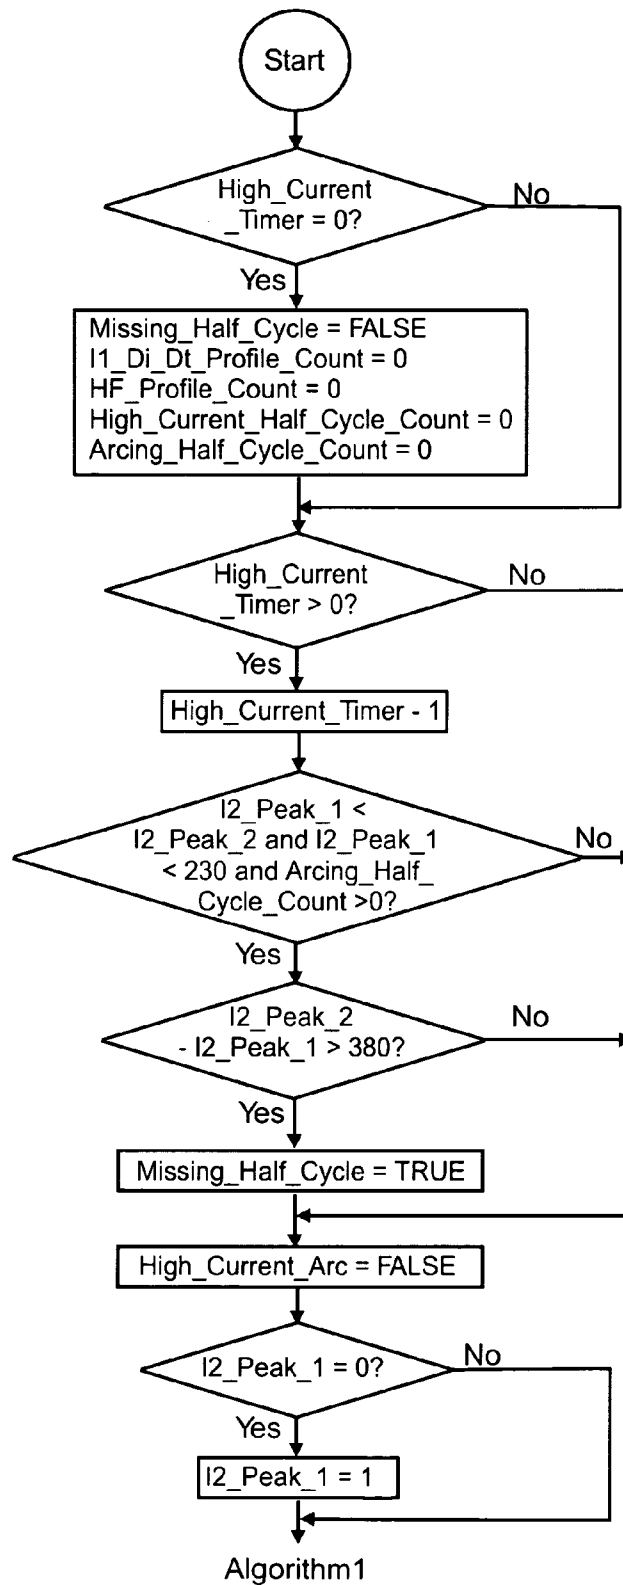 Start
High_Current
_Timer = 0?
No
Yes
Missing_Half_Cycle = FALSE
I1_Di_Dt_Profile_Count = 0
HF_Profile_Count = 0
High_Current_Half_Cycle_Count = 0
Arcing_Half_Cycle_Count = 0
High_Current
_Timer > 0?
No
Yes
High_Current_Timer - 1
I2_Peak_1 <
I2_Peak_2 and I2_Peak_1
< 230 and Arcing_Half_
Cycle_Count >0?
No
Yes
I2_Peak_2
- I2_Peak_1 > 380?
No
Yes
Missing_Half_Cycle = TRUE
High_Current_Arc = FALSE
I2_Peak_1 = 0?
No
Yes
I2_Peak_1 = 1
Algorithm1